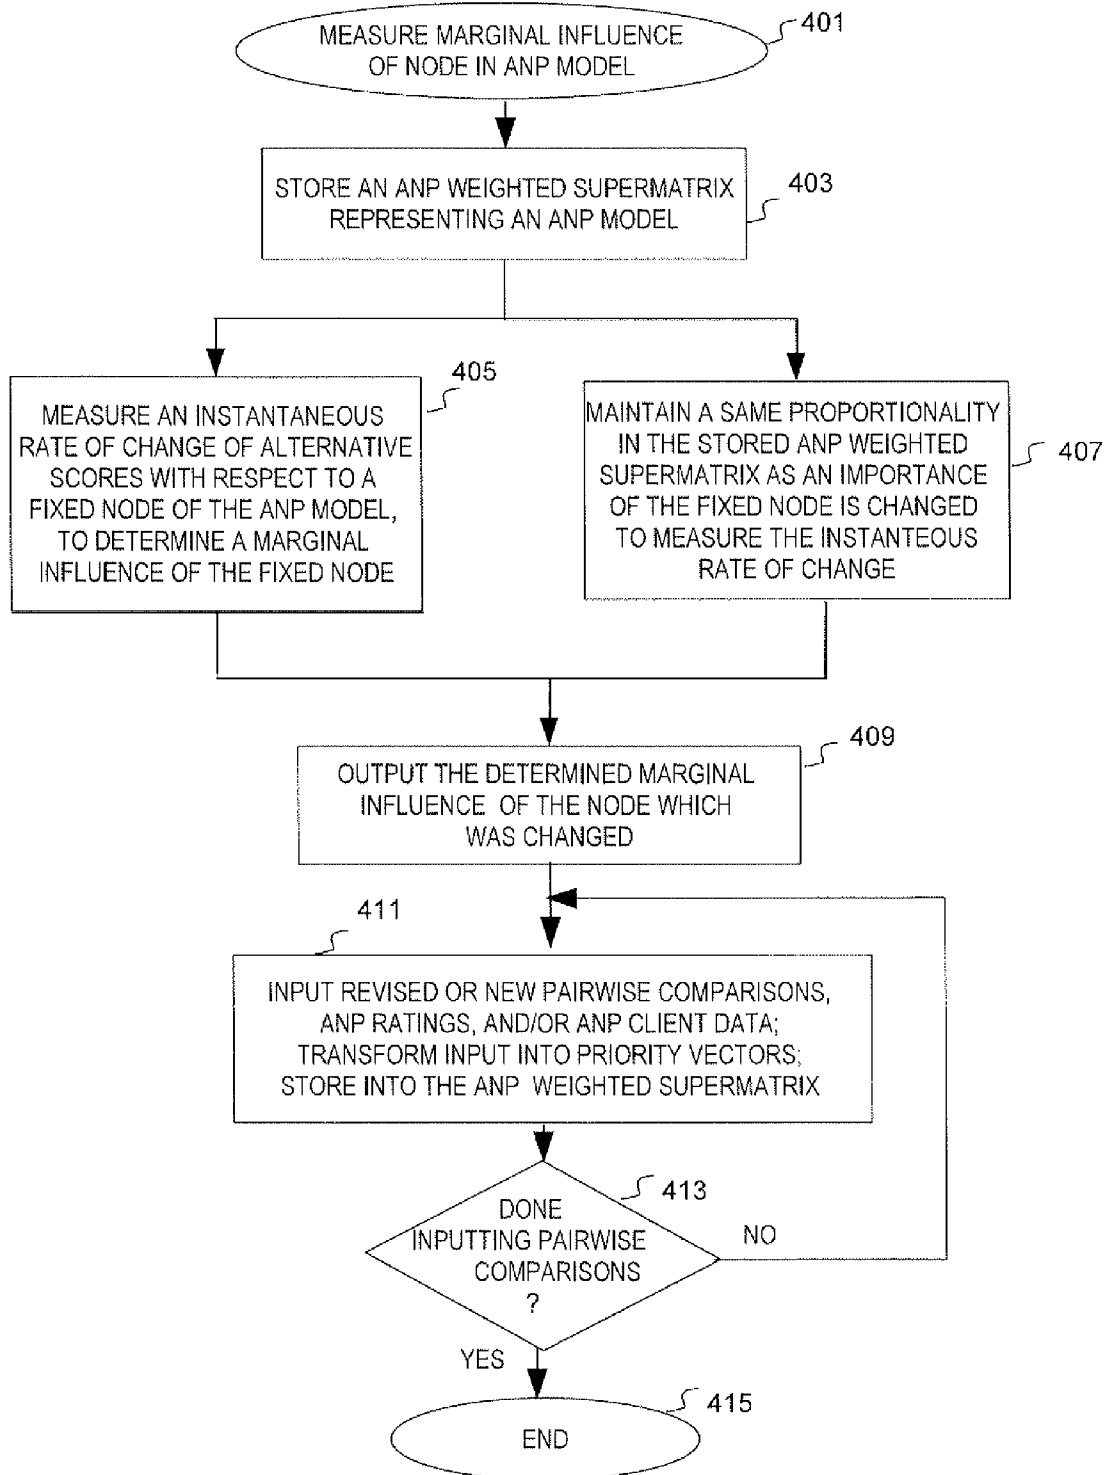 MEASURE MARGINAL INFLUENCE
OF NODE IN ANP MODEL
401
STORE AN ANP WEIGHTED SUPERMATRIX
REPRESENTING AN ANP MODEL
403
MEASURE AN INSTANTANEOUS
RATE OF CHANGE OF ALTERNATIVE
SCORES WITH RESPECT TO A
FIXED NODE OF THE ANP MODEL,
TO DETERMINE A MARGINAL
INFLUENCE OF THE FIXED NODE
405
MAINTAIN A SAME PROPORTIONALITY
IN THE STORED ANP WEIGHTED
SUPERMATRIX AS AN IMPORTANCE
OF THE FIXED NODE IS CHANGED
TO MEASURE THE INSTANTEOUS
RATE OF CHANGE
407
OUTPUT THE DETERMINED MARGINAL
INFLUENCE OF THE NODE WHICH
WAS CHANGED
409
411
INPUT REVISED OR NEW PAIRWISE COMPARISONS,
ANP RATINGS, AND/OR ANP CLIENT DATA;
TRANSFORM INPUT INTO PRIORITY VECTORS;
STORE INTO THE ANP WEIGHTED SUPERMATRIX
DONE
INPUTTING PAIRWISE
COMPARISONS
?
413
NO
YES
END
415